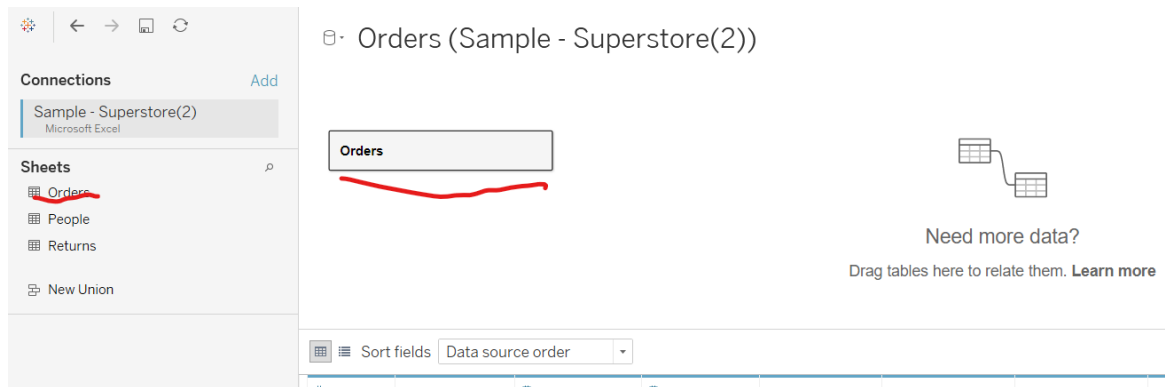 Orders (Sample - Superstore(2))
Connections
Add
Sample - Superstore(2)
Microsoft Excel
Sheets
Orders
People
Returns
New Union
Orders
Need more data?
Drag tables here to relate them. Learn more
Sort fields
Data source order